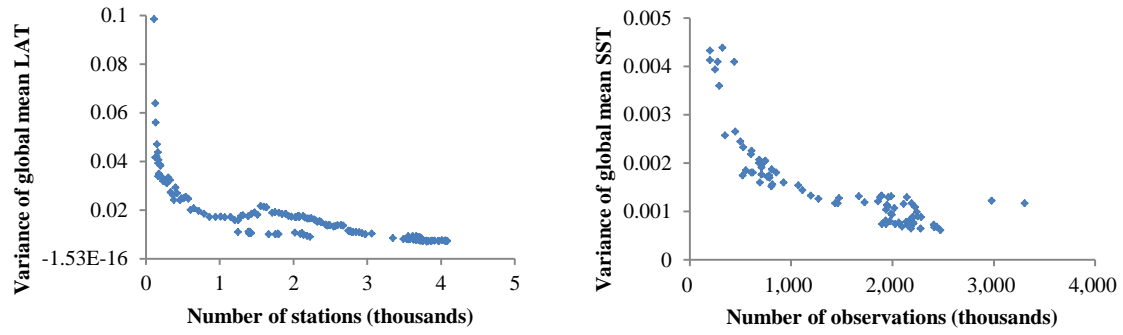 Variance of global mean LAT
0.1
0.08
0.06
0.04
0.02
-1.53E-16
0 1 2 3 4 5
Number of stations (thousands)
Variance of global mean SST
0.005
0.004
0.003
0.002
0.001
0
0 1,000 2,000 3,000 4,000
Number of observations (thousands)